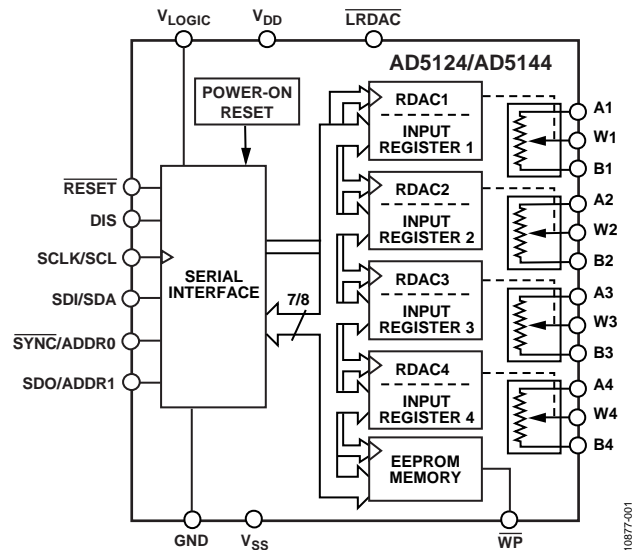 VLOGIC
VDD
LRDAC
AD5124/AD5144
POWER-ON
RESET
RDAC1
INPUT
REGISTER 1
A1
W1
B1
RESET
DIS
SCLK/SCL
SDI/SDA
SYNC/ADDR0
SDO/ADDR1
SERIAL
INTERFACE
7/8
RDAC2
INPUT
REGISTER 2
A2
W2
B2
RDAC3
INPUT
REGISTER 3
A3
W3
B3
RDAC4
INPUT
REGISTER 4
A4
W4
B4
EEPROM
MEMORY
GND
VSS
WP
10877-001